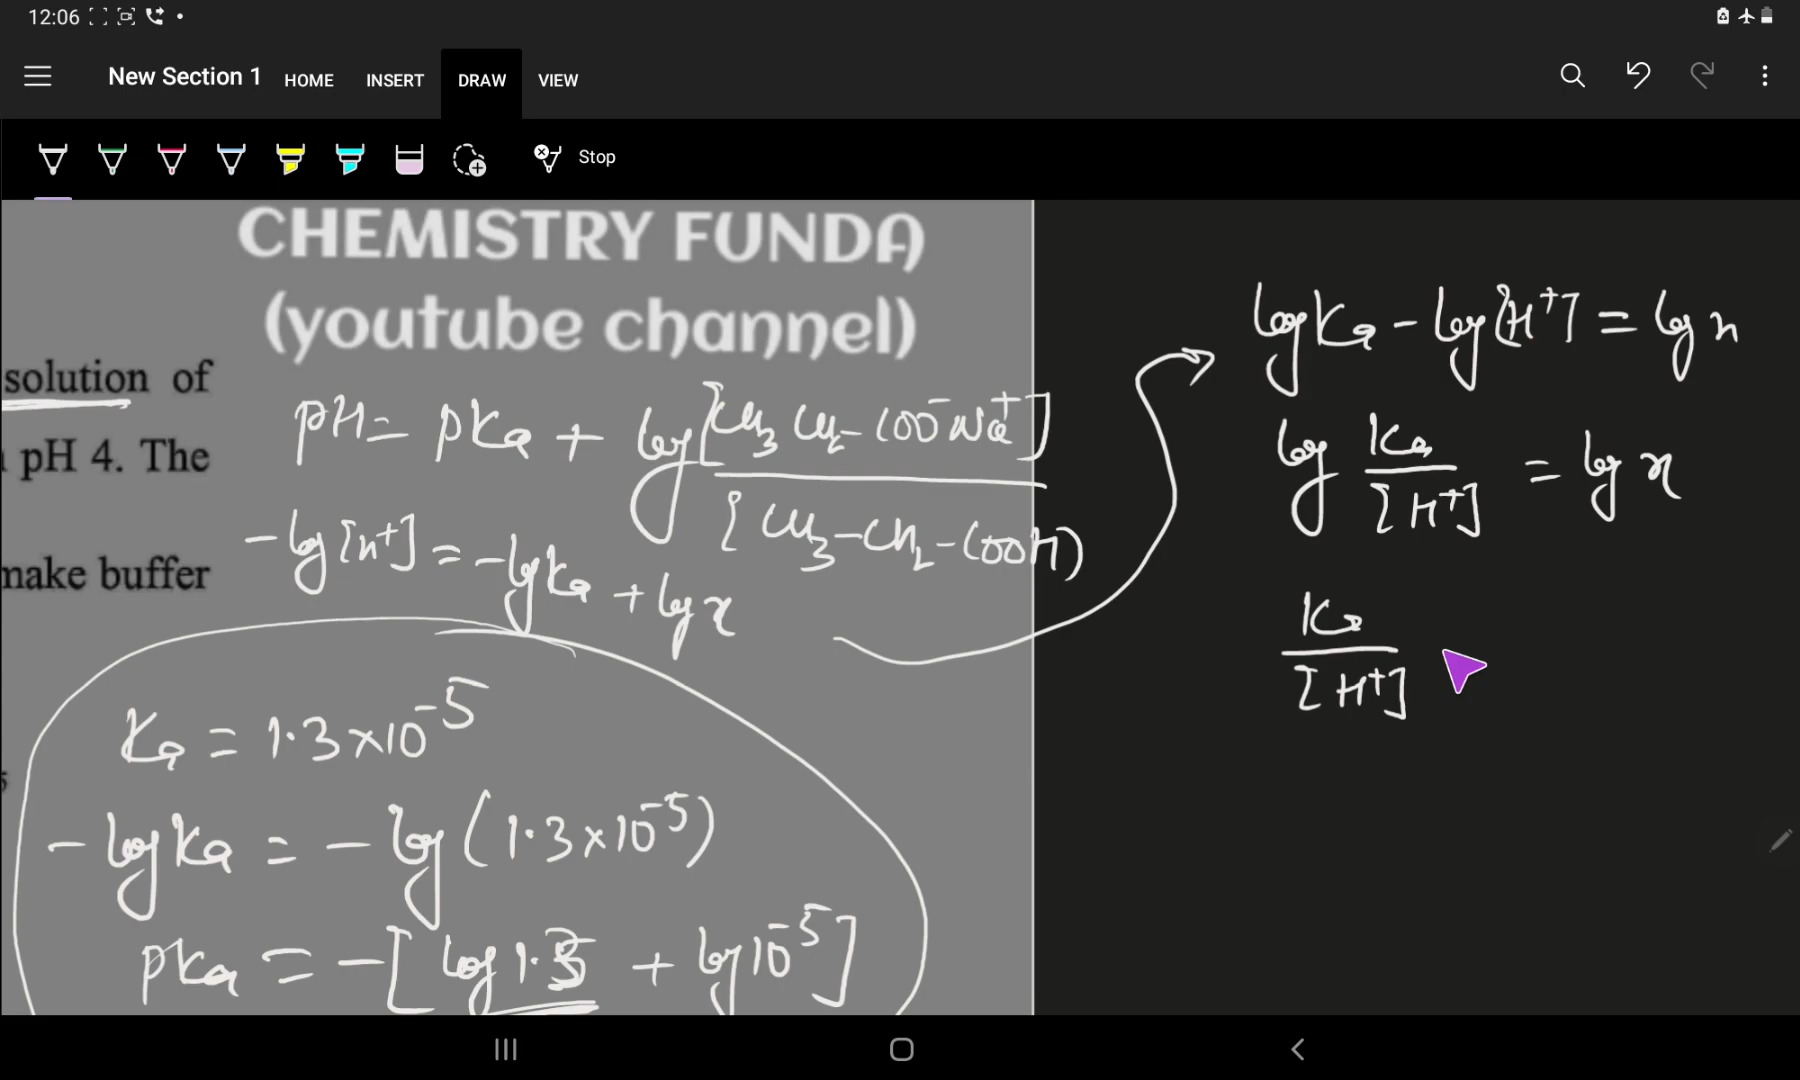 12:06
New Section 1 HOME INSERT DRAW VIEW
Stop
CHEMISTRY FUNDA
(youtube channel)
solution of
pH 4. The
make buffer
pH = pKa + log [CH3 CH2-COO⁻Na⁺]
[CH3-CH2-COOH)
-log [H⁺] = -log Ka + log x
Ka = 1.3×10⁻⁵
-log Ka = -log (1.3×10⁻⁵)
pKa = -[log 1.3 + log 10⁻⁵]
log Ka - log [H⁺] = log x
log Ka = log x
[H⁺]
Ka
[H⁺]